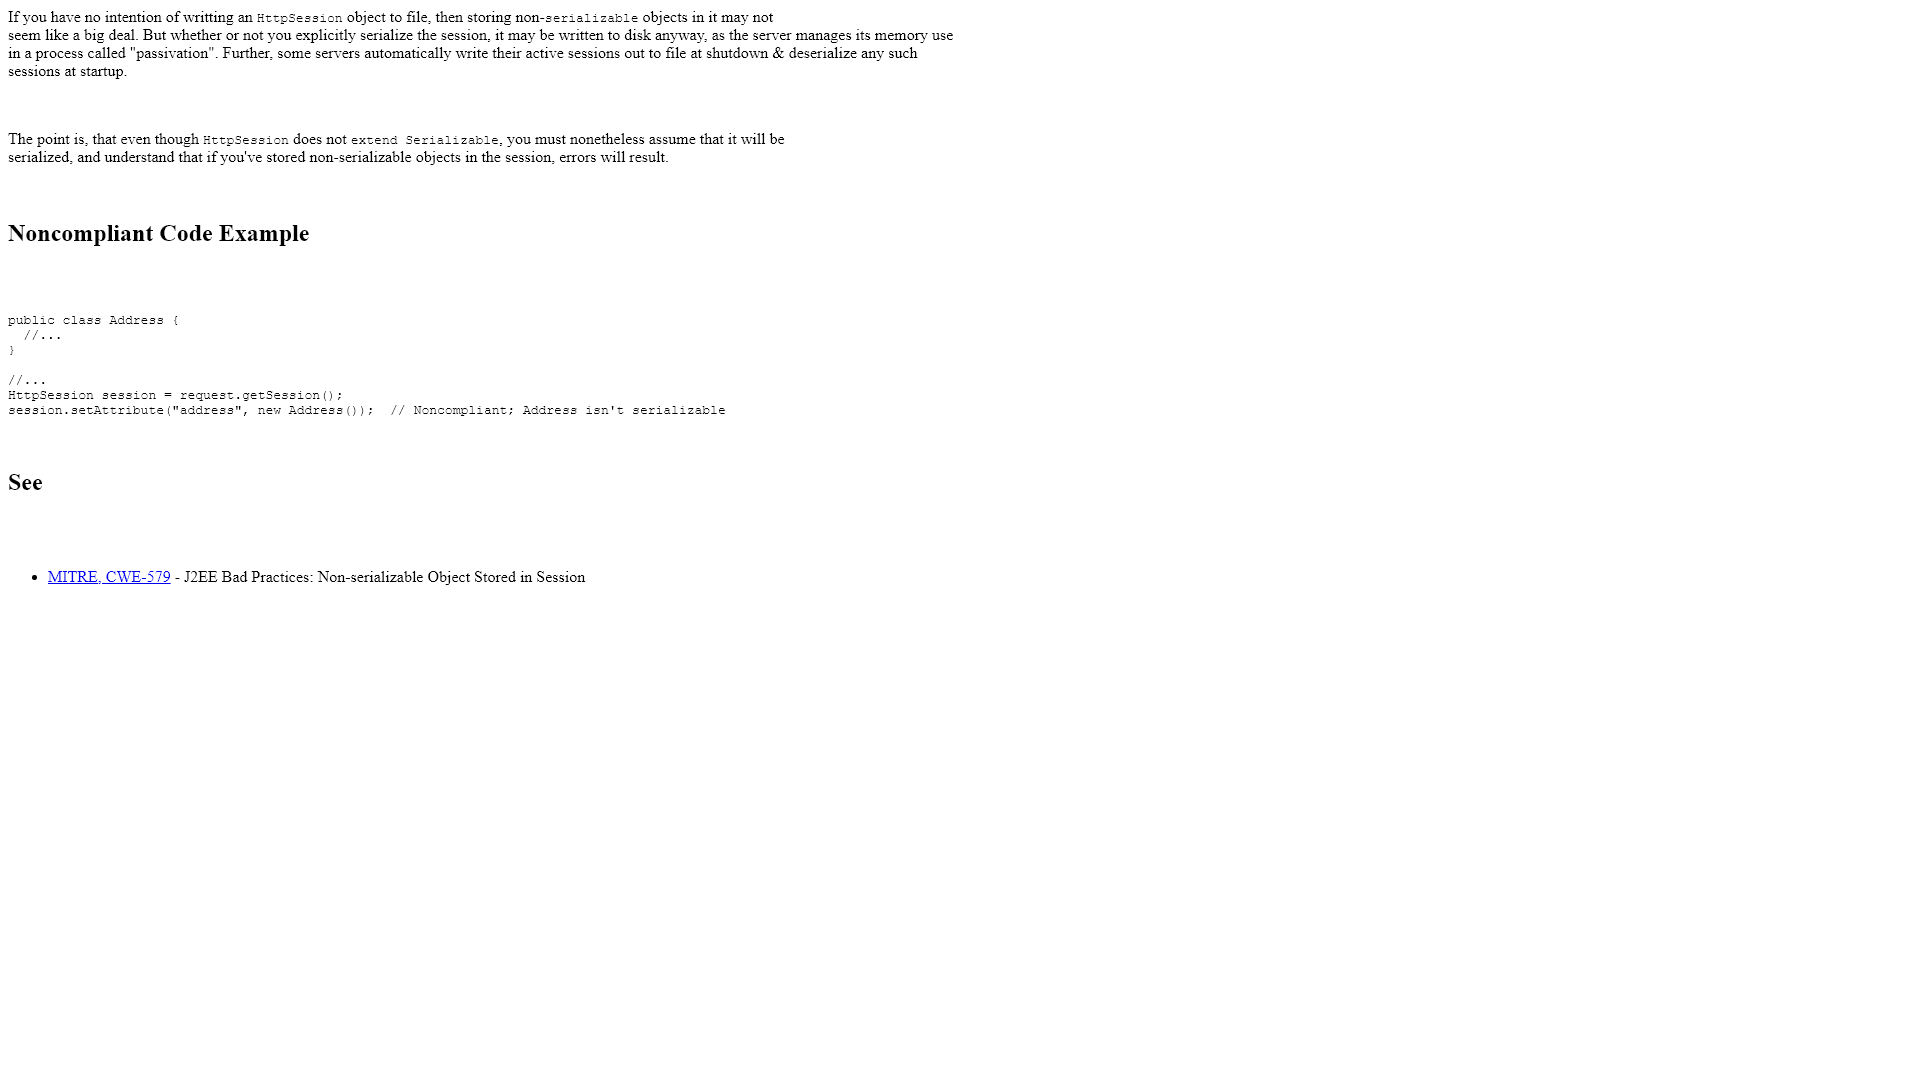 If you have no intention of writting an HttpSession object to file, then storing non-serializable objects in it may not
seem like a big deal. But whether or not you explicitly serialize the session, it may be written to disk anyway, as the server manages its memory use
in a process called "passivation". Further, some servers automatically write their active sessions out to file at shutdown & deserialize any such
sessions at startup.
The point is, that even though HttpSession does not extend Serializable, you must nonetheless assume that it will be
serialized, and understand that if you've stored non-serializable objects in the session, errors will result.
Noncompliant Code Example
public class Address {
  //...
}
//...
HttpSession session = request.getSession();
session.setAttribute("address", new Address());  // Noncompliant; Address isn't serializable
See
• MITRE, CWE-579 - J2EE Bad Practices: Non-serializable Object Stored in Session